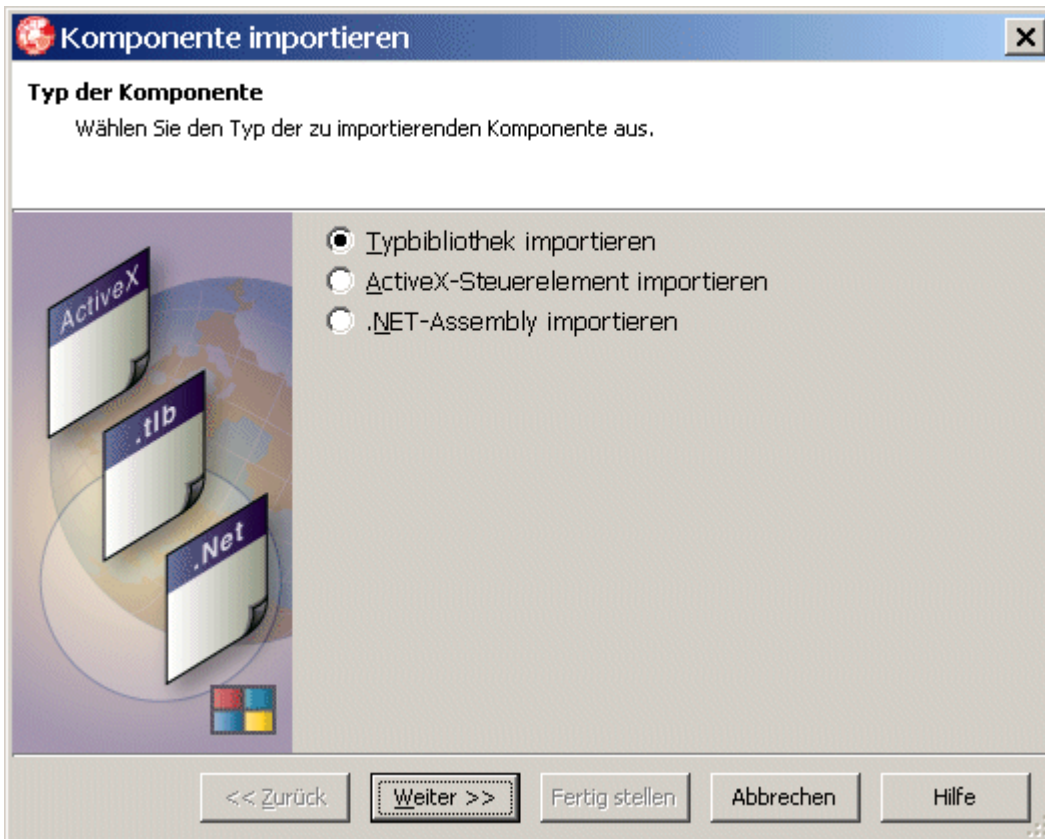 Komponente importieren
Typ der Komponente
Wählen Sie den Typ der zu importierenden Komponente aus.
ActiveX
.tlb
.Net
Typbibliothek importieren
ActiveX-Steuerelement importieren
.NET-Assembly importieren
<< Zurück
Weiter >>
Fertig stellen
Abbrechen
Hilfe